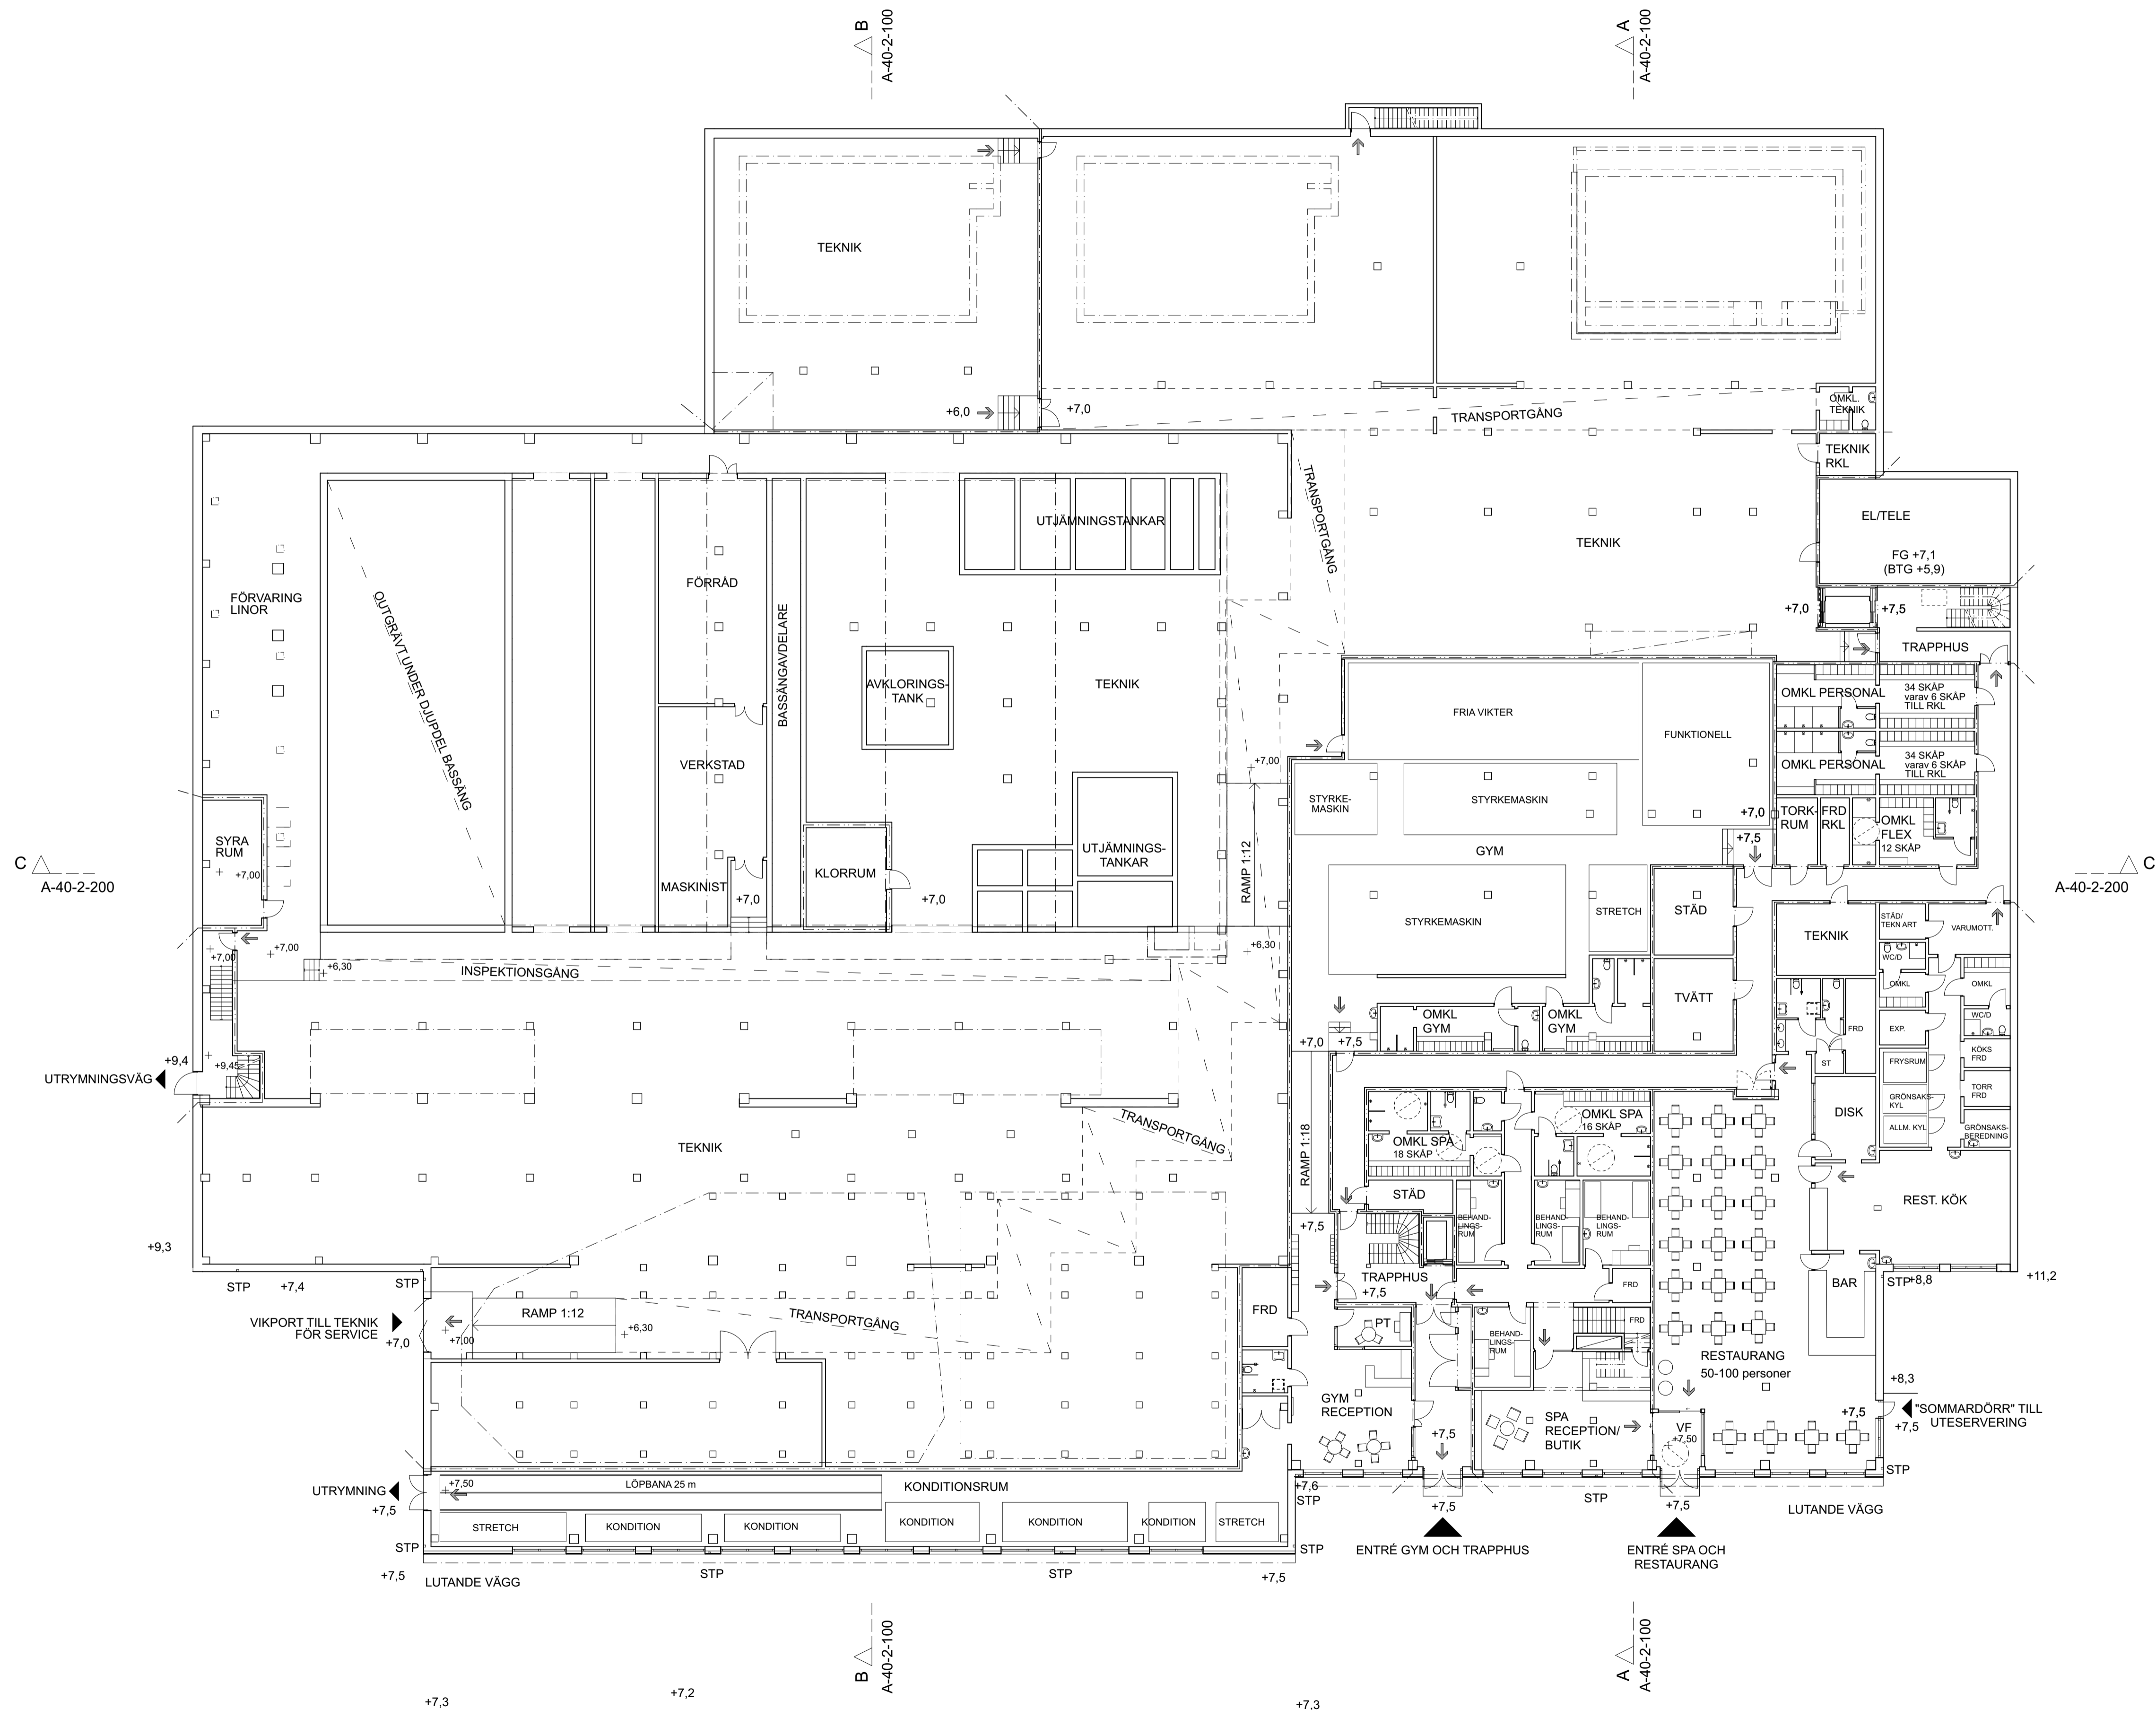 B
A-40-2-100
A
A-40-2-100
TEKNIK
+6,0
+7,0
TRANSPORTGÅNG
OMKL.
TEKNIK
TEKNIK
RKL
TRANSPORTGÅNG
UTJÄMNINGSTANKAR
EL/TELE
TEKNIK
FG +7,1
(BTG +5,9)
FÖRRÅD
FÖRVARING
LINOR
OUTGRÄVT UNDER DJUPDEL BASSÄNG
BASSÄNGAVDELARE
+7,0
+7,5
TRAPPHUS
AVKLORINGS-
TANK
TEKNIK
OMKL PERSONAL
34 SKÅP
varav 6 SKÅP
TILL RKL
FRIA VIKTER
FUNKTIONELL
VERKSTAD
+7,00
OMKL PERSONAL
34 SKÅP
varav 6 SKÅP
TILL RKL
STYRKE-
MASKIN
STYRKEMASKIN
+7,0
TORK-
RUM
FRD
RKL
OMKL
FLEX
12 SKÅP
+7,5
SYRA
RUM
+7,00
UTJÄMNINGS-
TANKAR
RAMP 1:12
GYM
C
A-40-2-200
C
A-40-2-200
KLORRUM
MASKINIST
+7,0
+7,0
STYRKEMASKIN
STRETCH
STÄD
STÄD/
TEKN ART
VARUMOTT.
TEKNIK
+7,00
+7,00
+6,30
+6,30
INSPEKTIONSGÅNG
WC/D
OMKL
OMKL
TVÄTT
OMKL
GYM
OMKL
GYM
FRD
EXP.
WC/D
+7,0
+7,5
ST
FRYSRUM
KÖKS
FRD
+9,4
+9,45
UTRYMNINGSVÄG
TORR
FRD
GRÖNSAKS-
KYL
DISK
OMKL SPA
16 SKÅP
TRANSPORTGÅNG
RAMP 1:18
ALLM. KYL
GRÖNSAKS-
BEREDNING
OMKL SPA
18 SKÅP
TEKNIK
STÄD
REST. KÖK
BEHAND-
LINGS-
RUM
BEHAND-
LINGS-
RUM
BEHAND-
LINGS-
RUM
+7,5
+9,3
STP
+7,4
STP
TRAPPHUS
+7,5
FRD
BAR
STP
+8,8
+11,2
RAMP 1:12
TRANSPORTGÅNG
FRD
VIKPORT TILL TEKNIK
FÖR SERVICE
+7,0
+7,00
+6,30
PT
BEHAND-
LINGS-
RUM
FRD
RESTAURANG
50-100 personer
+8,3
GYM
RECEPTION
SPA
RECEPTION/
BUTIK
VF
+7,50
+7,5
"SOMMARDÖRR" TILL
UTESERVERING
+7,5
+7,5
STP
UTRYMNING
+7,5
+7,50
LÖPBANA 25 m
KONDITIONSRUM
+7,6
STP
+7,5
STP
+7,5
LUTANDE VÄGG
STRETCH
KONDITION
KONDITION
KONDITION
KONDITION
KONDITION
STRETCH
STP
STP
ENTRÉ GYM OCH TRAPPHUS
ENTRÉ SPA OCH
RESTAURANG
+7,5
LUTANDE VÄGG
STP
STP
+7,5
B
A-40-2-100
A
A-40-2-100
+7,3
+7,2
+7,3